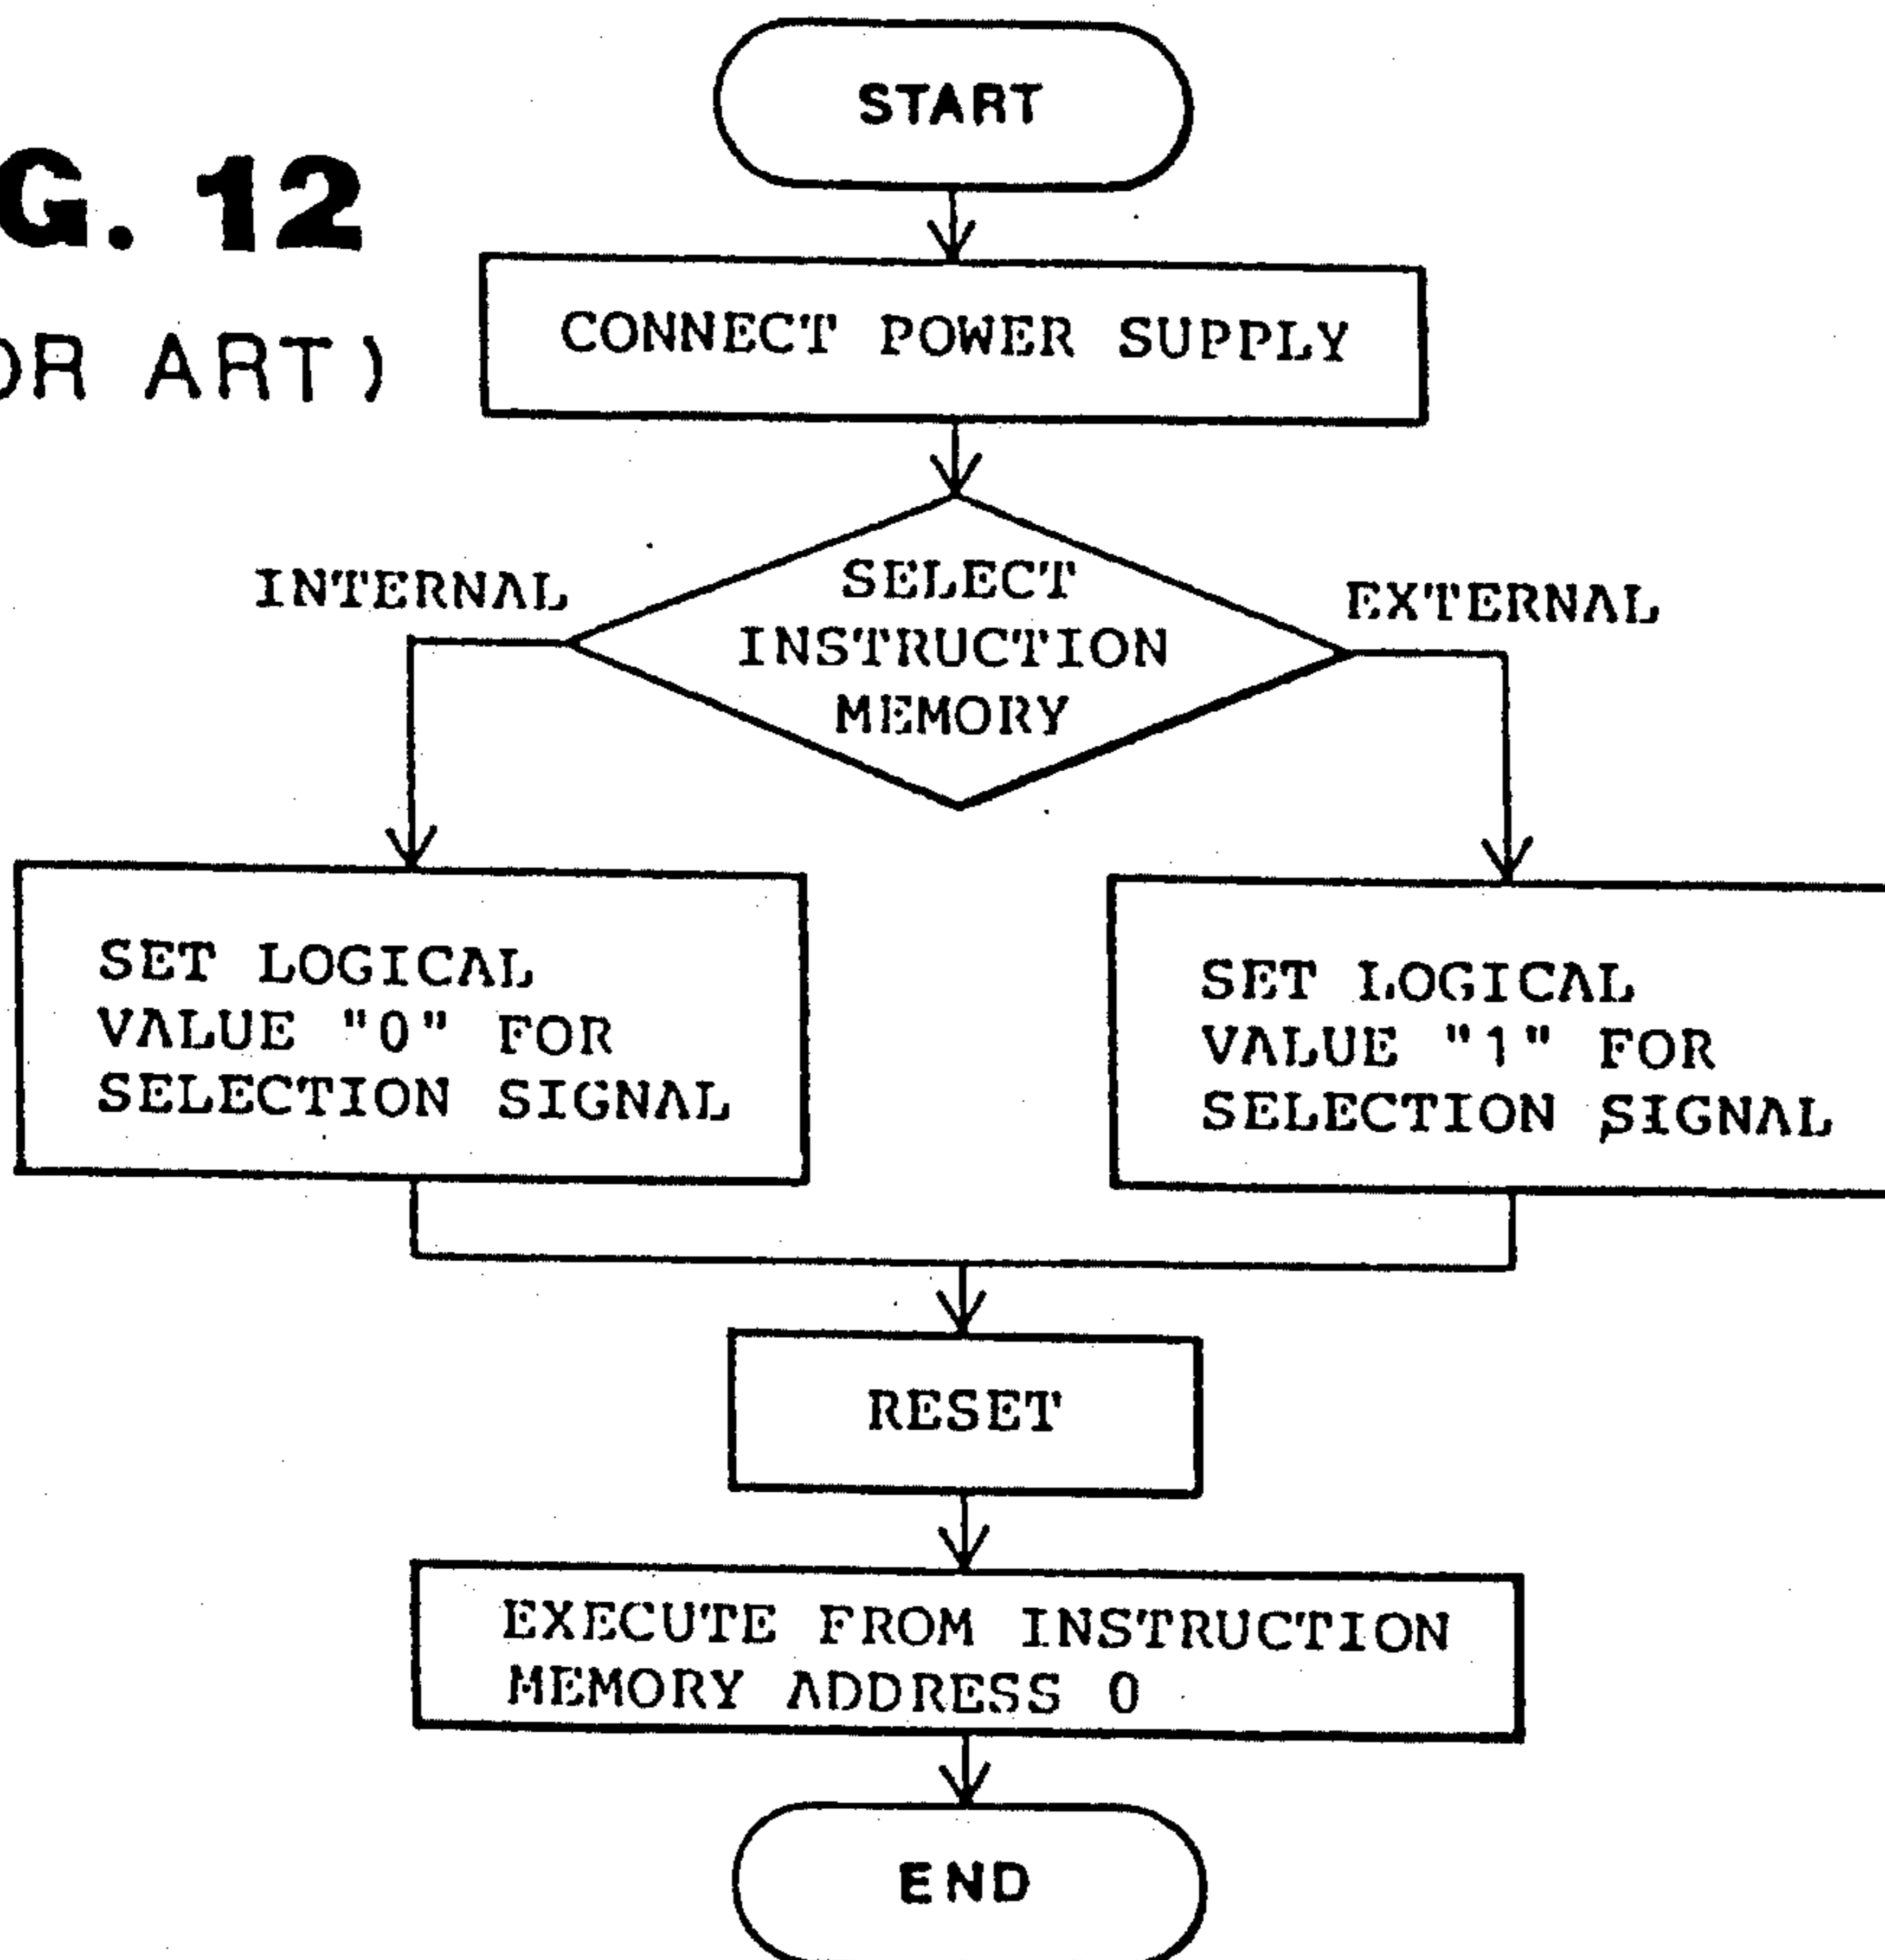 START
G. 12
OR ART)
CONNECT POWER SUPPLY
INTERNAL
SELECT
INSTRUCTION
MEMORY
EXTERNAL
SET LOGICAL
VALUE "0" FOR
SELECTION SIGNAL
SET LOGICAL
VALUE "1" FOR
SELECTION SIGNAL
RESET
EXECUTE FROM INSTRUCTION
MEMORY ADDRESS 0
END